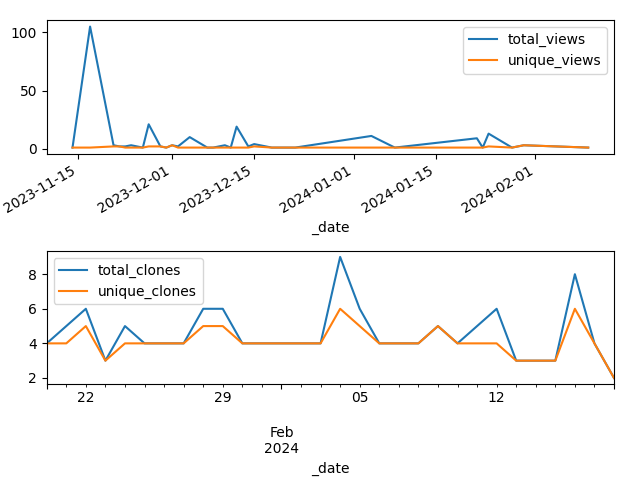 100
50
0
total_views
unique_views
2023-11-15
2023-12-01
2023-12-15
2024-01-01
2024-01-15
2024-02-01
_date
8
6
4
2
total_clones
unique_clones
22
29
05
12
Feb
2024
_date